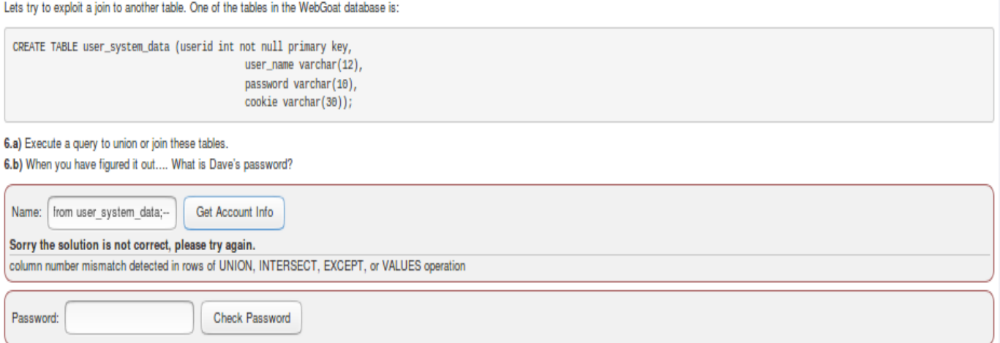 Lets try to exploit a join to another table. One of the tables in the WebGoat database is:
CREATE TABLE user_system_data (userid int not null primary key,
user_name varchar(12),
password varchar(10),
cookie varchar(30));
6.a) Execute a query to union or join these tables.
6.b) When you have figured it out.... What is Dave's password?
Name: from user_system_data;-- Get Account Info
Sorry the solution is not correct, please try again.
column number mismatch detected in rows of UNION, INTERSECT, EXCEPT, or VALUES operation
Password: Check Password